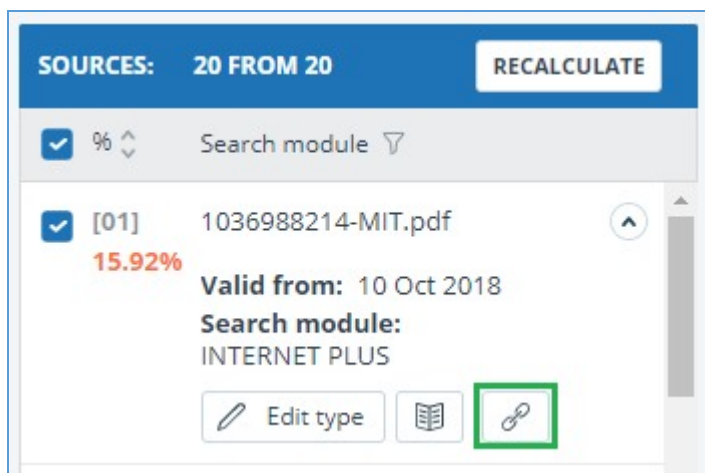 SOURCES: 20 FROM 20 RECALCULATE
% Search module
[01] 1036988214-MIT.pdf
15.92%
Valid from: 10 Oct 2018
Search module:
INTERNET PLUS
Edit type